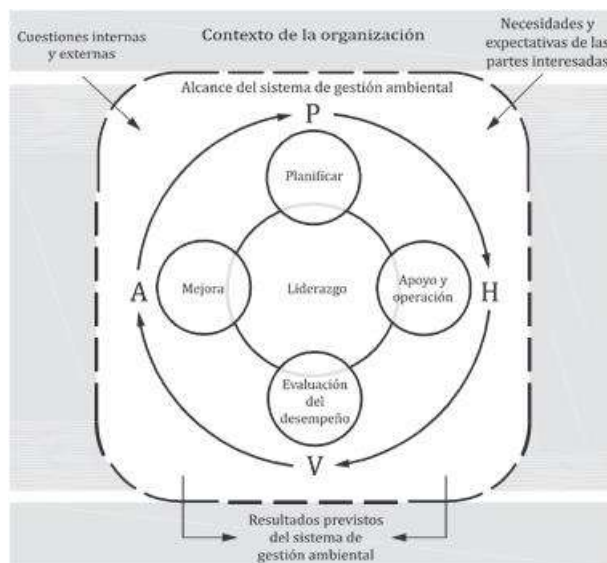 Cuestiones internas
y externas
Contexto de la organización
Necesidades y
expectativas de las
partes interesadas
Alcance del sistema de gestión ambiental
P
Planificar
A
Mejora
Liderazgo
Apoyo y
operación
H
Evaluación
del
desempeño
V
Resultados previstos
del sistema de
gestión ambiental